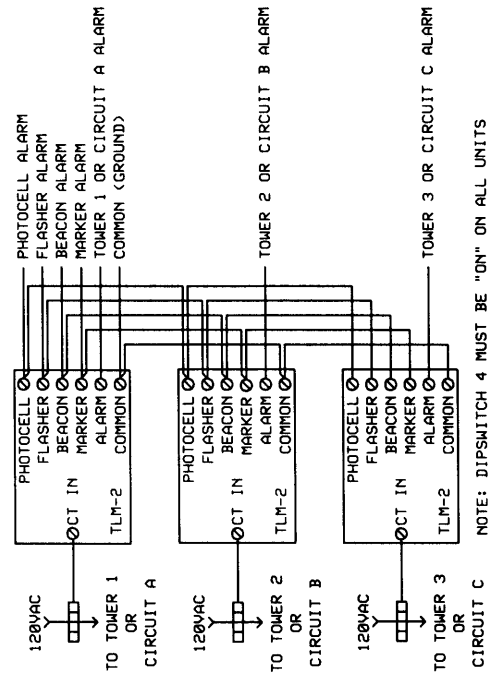 120VAC
TO TOWER 1
OR
CIRCUIT A
CT IN
TLM-2
PHOTOCELL
FLASHER
BEACON
MARKER
ALARM
COMMON
PHOTOCELL ALARM
FLASHER ALARM
BEACON ALARM
MARKER ALARM
TOWER 1 OR CIRCUIT A ALARM
COMMON (GROUND)
120VAC
TO TOWER 2
OR
CIRCUIT B
CT IN
TLM-2
PHOTOCELL
FLASHER
BEACON
MARKER
ALARM
COMMON
TOWER 2 OR CIRCUIT B ALARM
120VAC
TO TOWER 3
OR
CIRCUIT C
CT IN
TLM-2
PHOTOCELL
FLASHER
BEACON
MARKER
ALARM
COMMON
TOWER 3 OR CIRCUIT C ALARM
NOTE: DIPSWITCH 4 MUST BE "ON" ON ALL UNITS